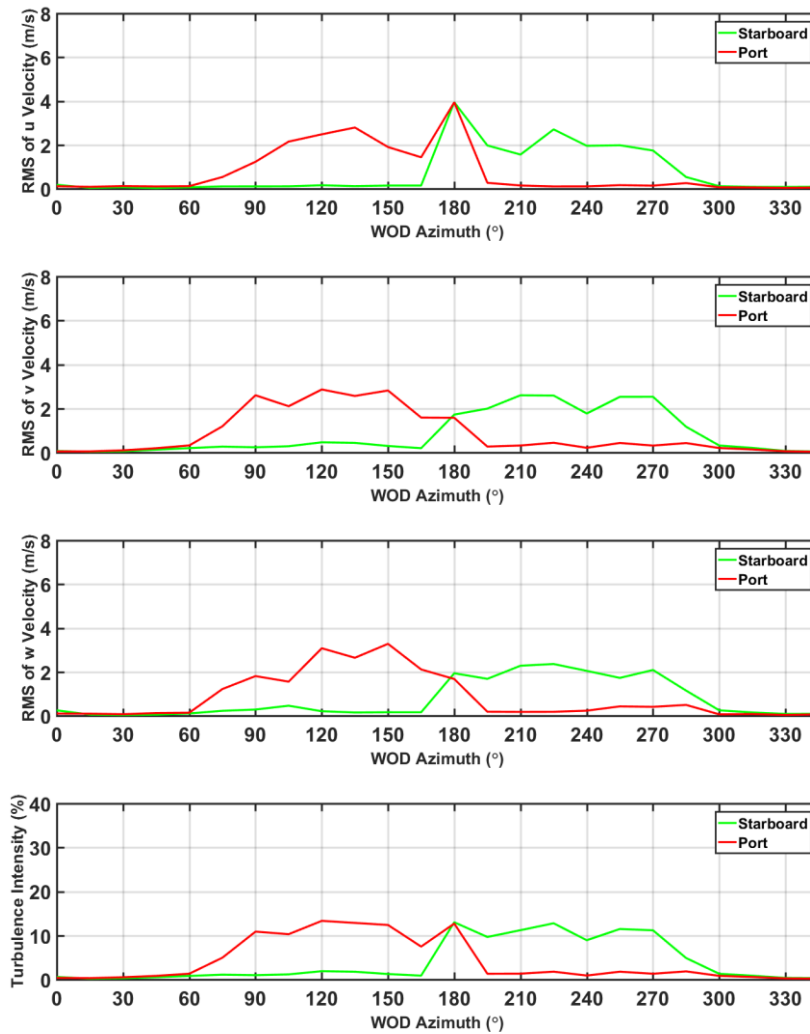 RMS of u Velocity (m/s)
8
6
4
2
0
Starboard
Port
0 30 60 90 120 150 180 210 240 270 300 330
WOD Azimuth (°)
RMS of v Velocity (m/s)
8
6
4
2
0
Starboard
Port
0 30 60 90 120 150 180 210 240 270 300 330
WOD Azimuth (°)
RMS of w Velocity (m/s)
8
6
4
2
0
Starboard
Port
0 30 60 90 120 150 180 210 240 270 300 330
WOD Azimuth (°)
Turbulence Intensity (%)
40
30
20
10
0
Starboard
Port
0 30 60 90 120 150 180 210 240 270 300 330
WOD Azimuth (°)